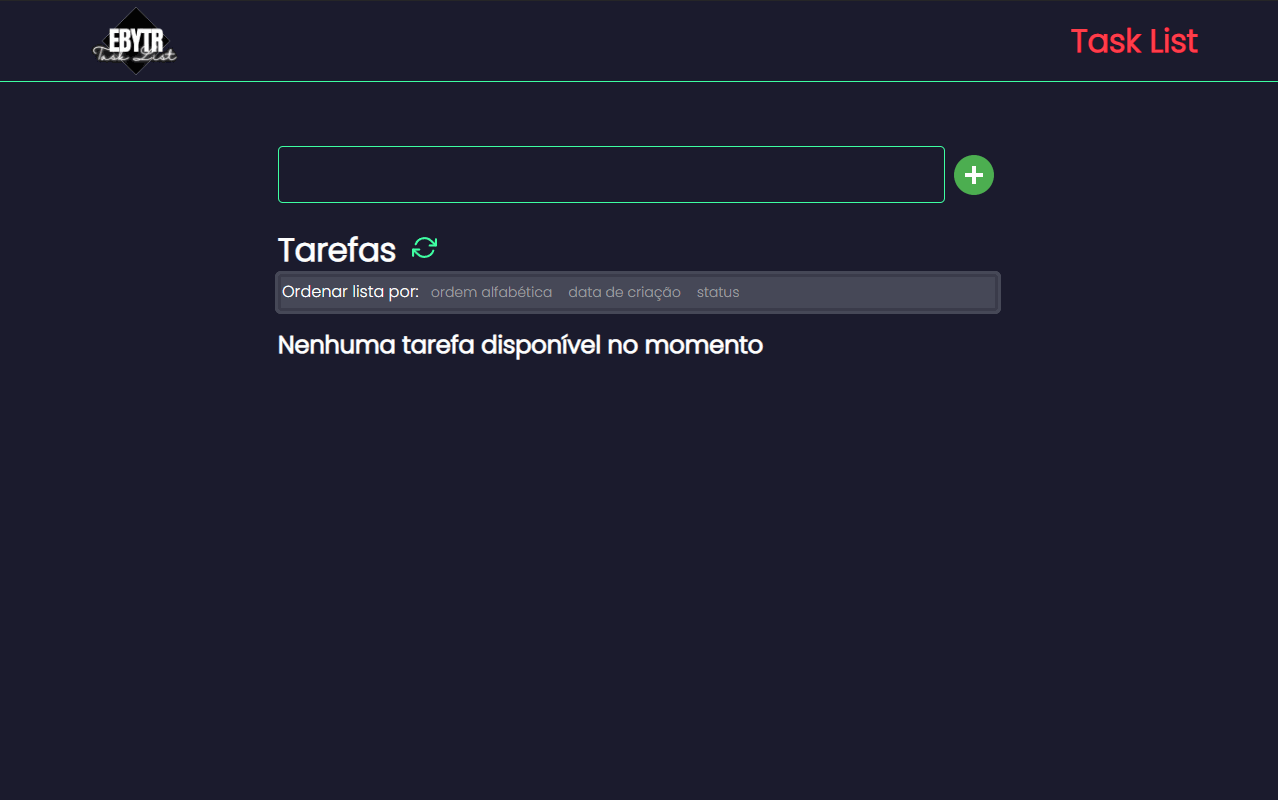 EBYTR
Task List
Task List
Tarefas
Ordenar lista por: ordem alfabética data de criação status
Nenhuma tarefa disponível no momento